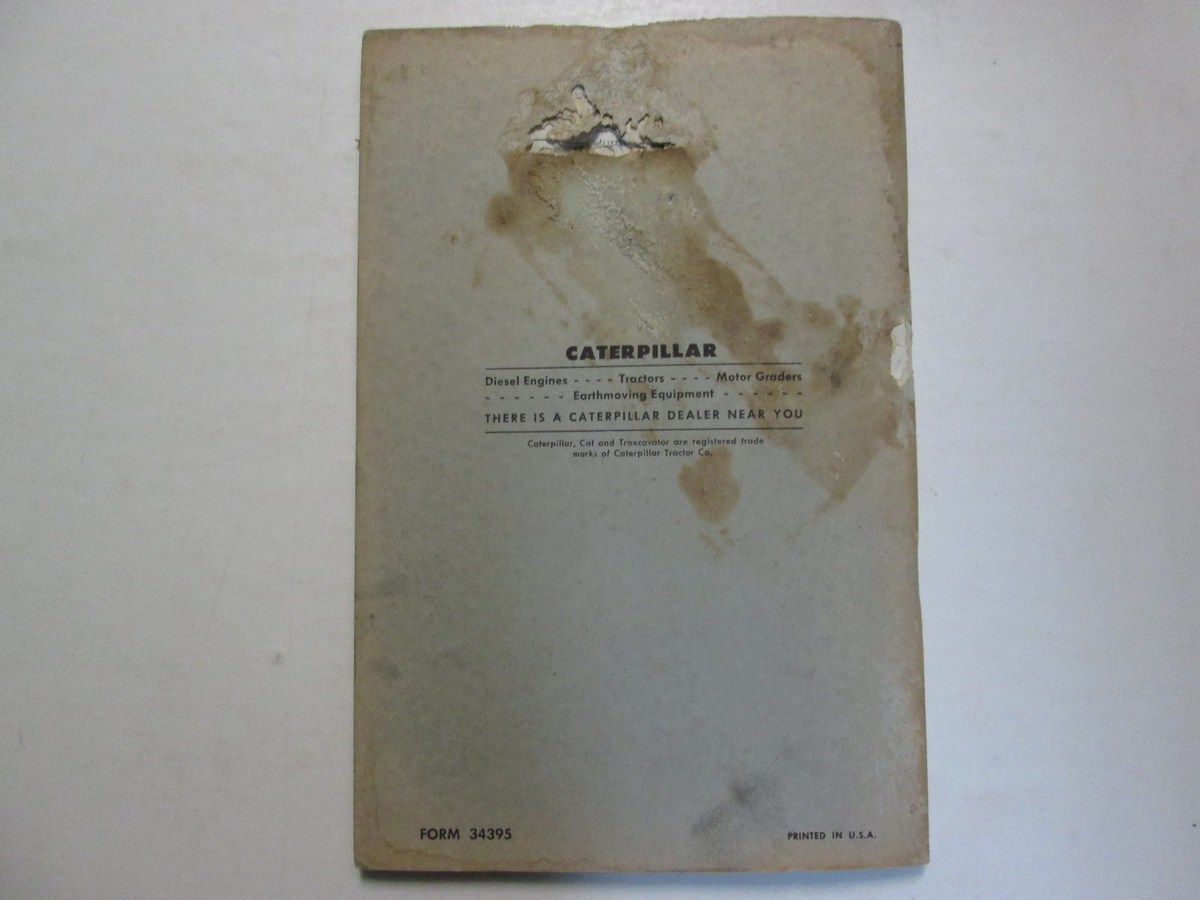 CATERPILLAR
Diesel Engines - - - - Tractors - - - - Motor Graders
- - - - - - Earthmoving Equipment - - - - - -
THERE IS A CATERPILLAR DEALER NEAR YOU
Caterpillar, Cat and Traxcavator are registered trade
marks of Caterpillar Tractor Co.
FORM 34395
PRINTED IN U.S.A.